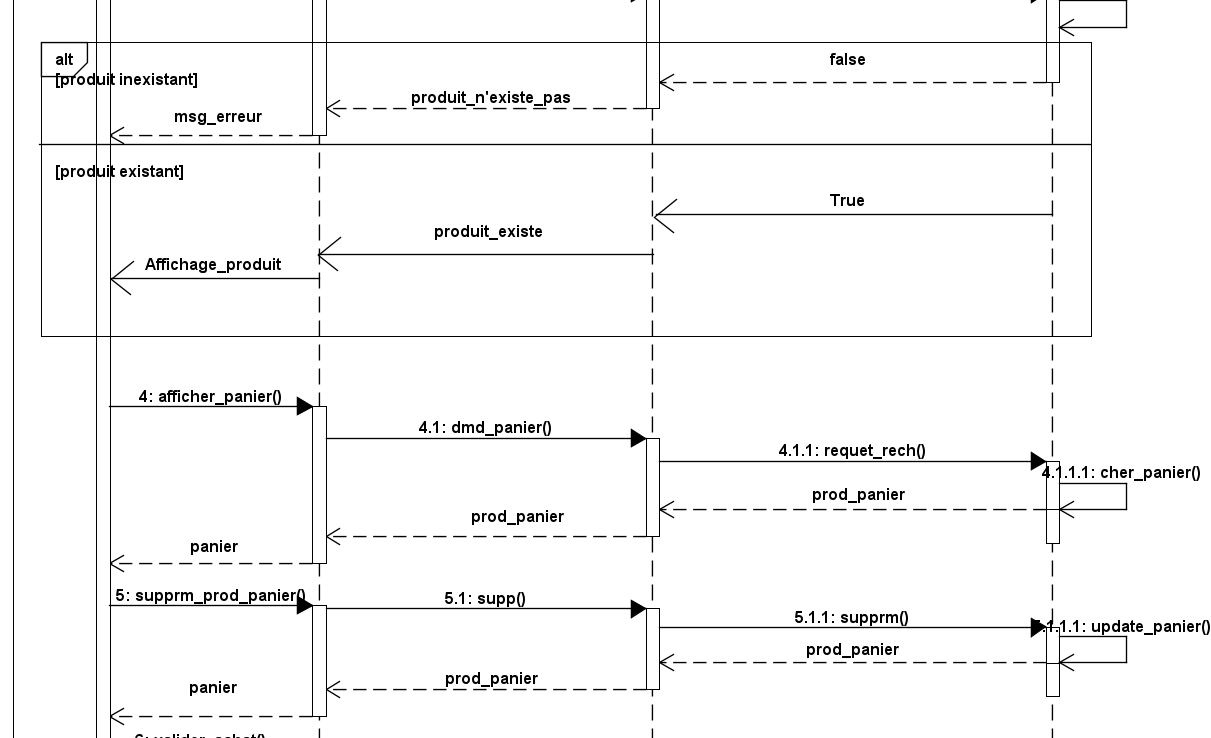 alt
false
[produit inexistant]
produit_n'existe_pas
msg_erreur
[produit existant]
True
produit_existe
Affichage_produit
4: afficher_panier()
4.1: dmd_panier()
4.1.1: requet_rech()
4.1.1.1: cher_panier()
prod_panier
prod_panier
panier
5: supprm_prod_panier()
5.1: supp()
5.1.1: supprm()
.1.1.1: update_panier()
prod_panier
prod_panier
panier
6: valider_achat()